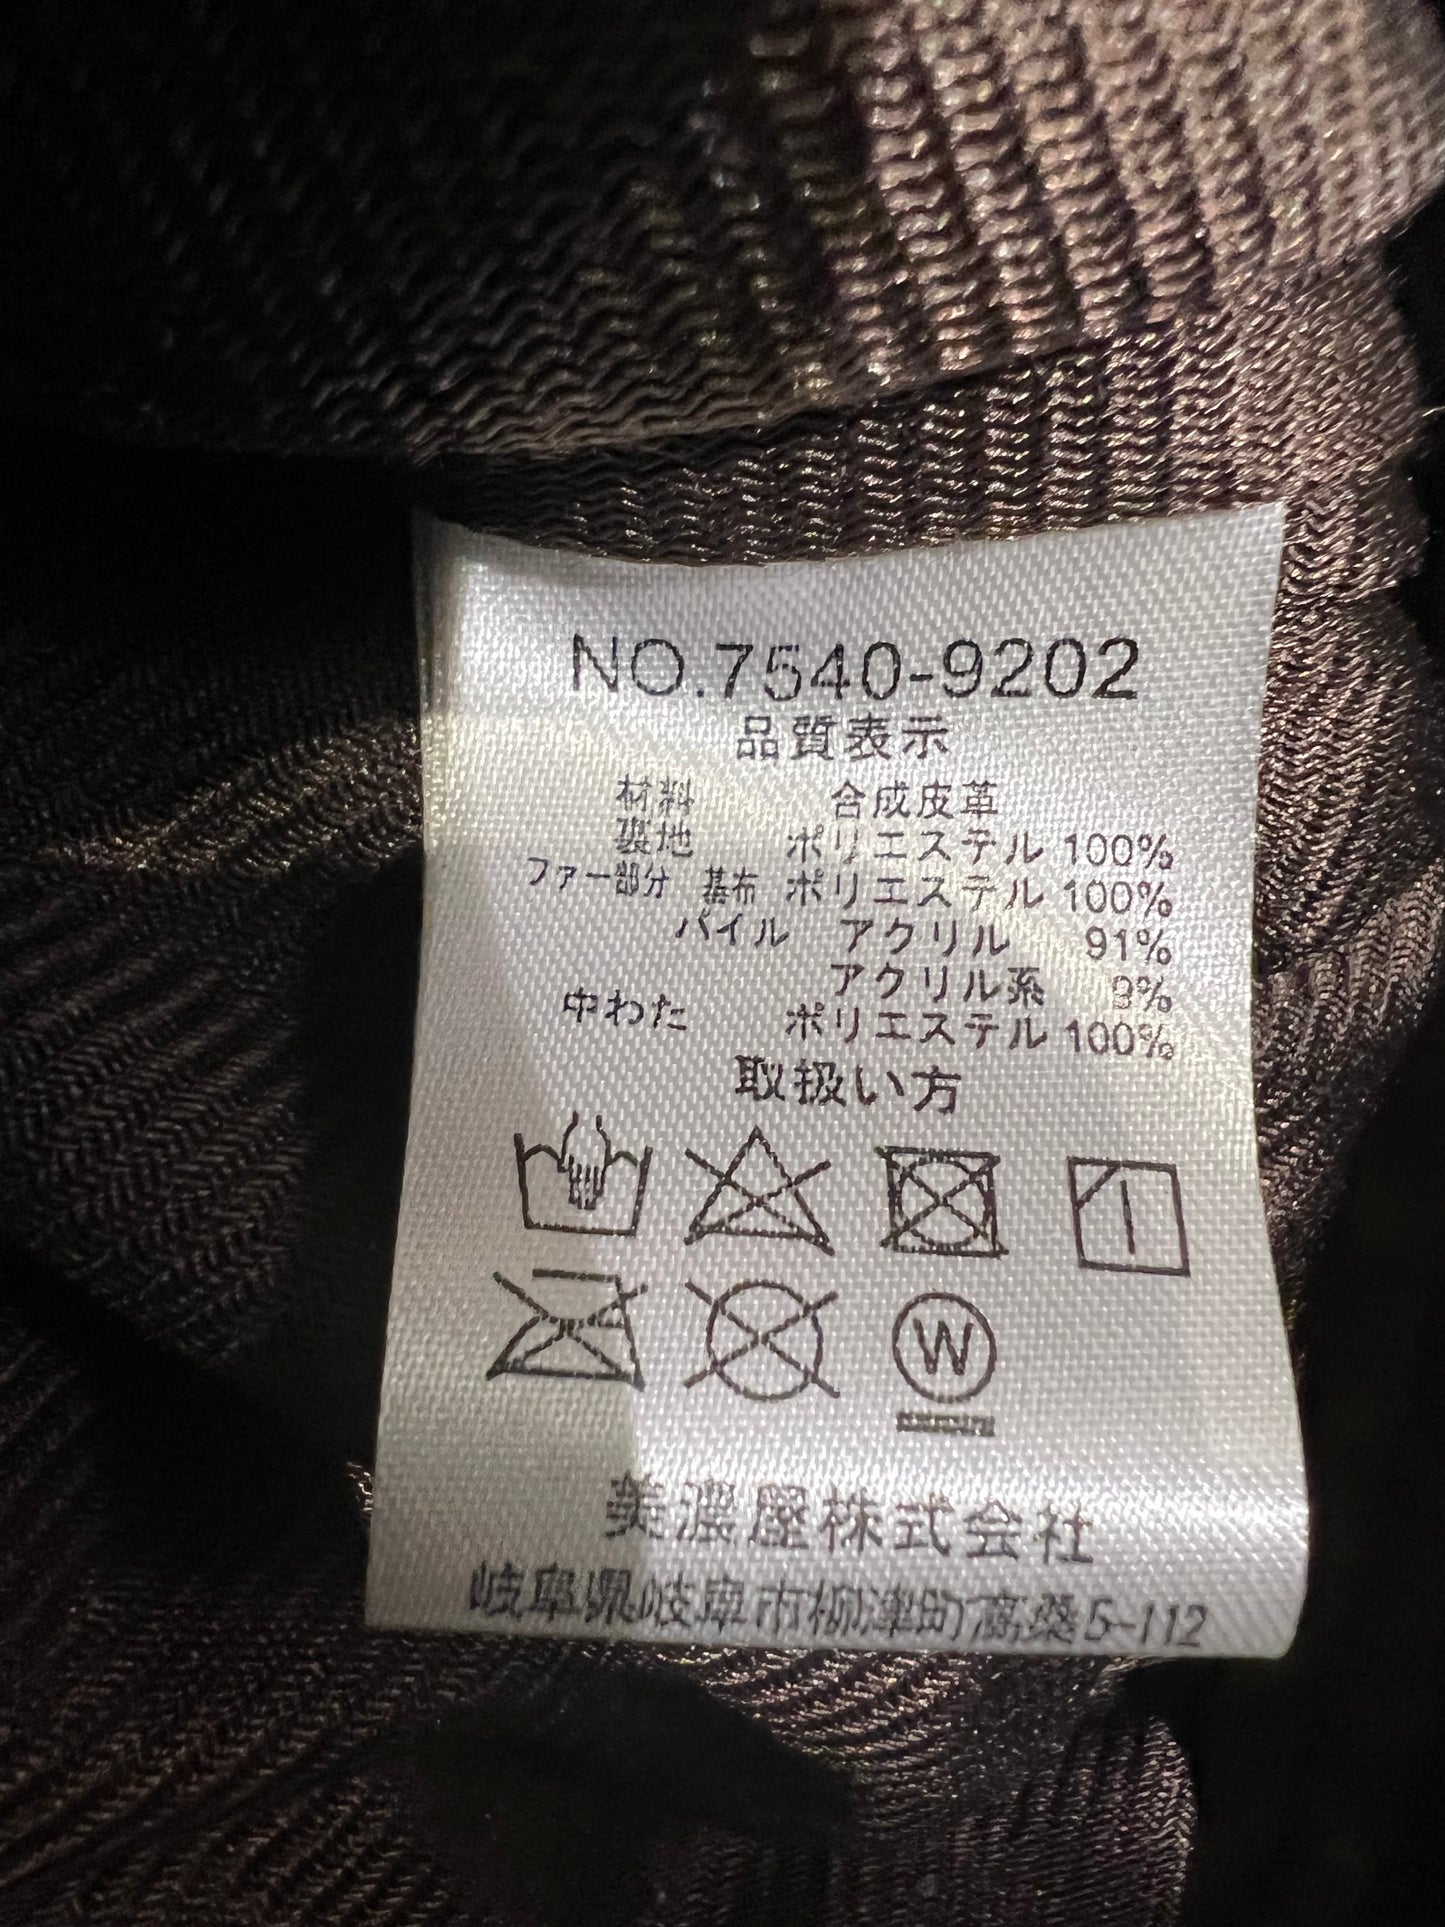 NO.7540-9202
品質表示
材料 合成皮革
裏地 ポリエステル 100%
ファー部分 基布 ポリエステル 100%
パイル アクリル 91%
アクリル系 9%
中わた ポリエステル 100%
取扱い方
W
美濃屋株式会社
岐阜県岐阜市柳津町高桑5-112